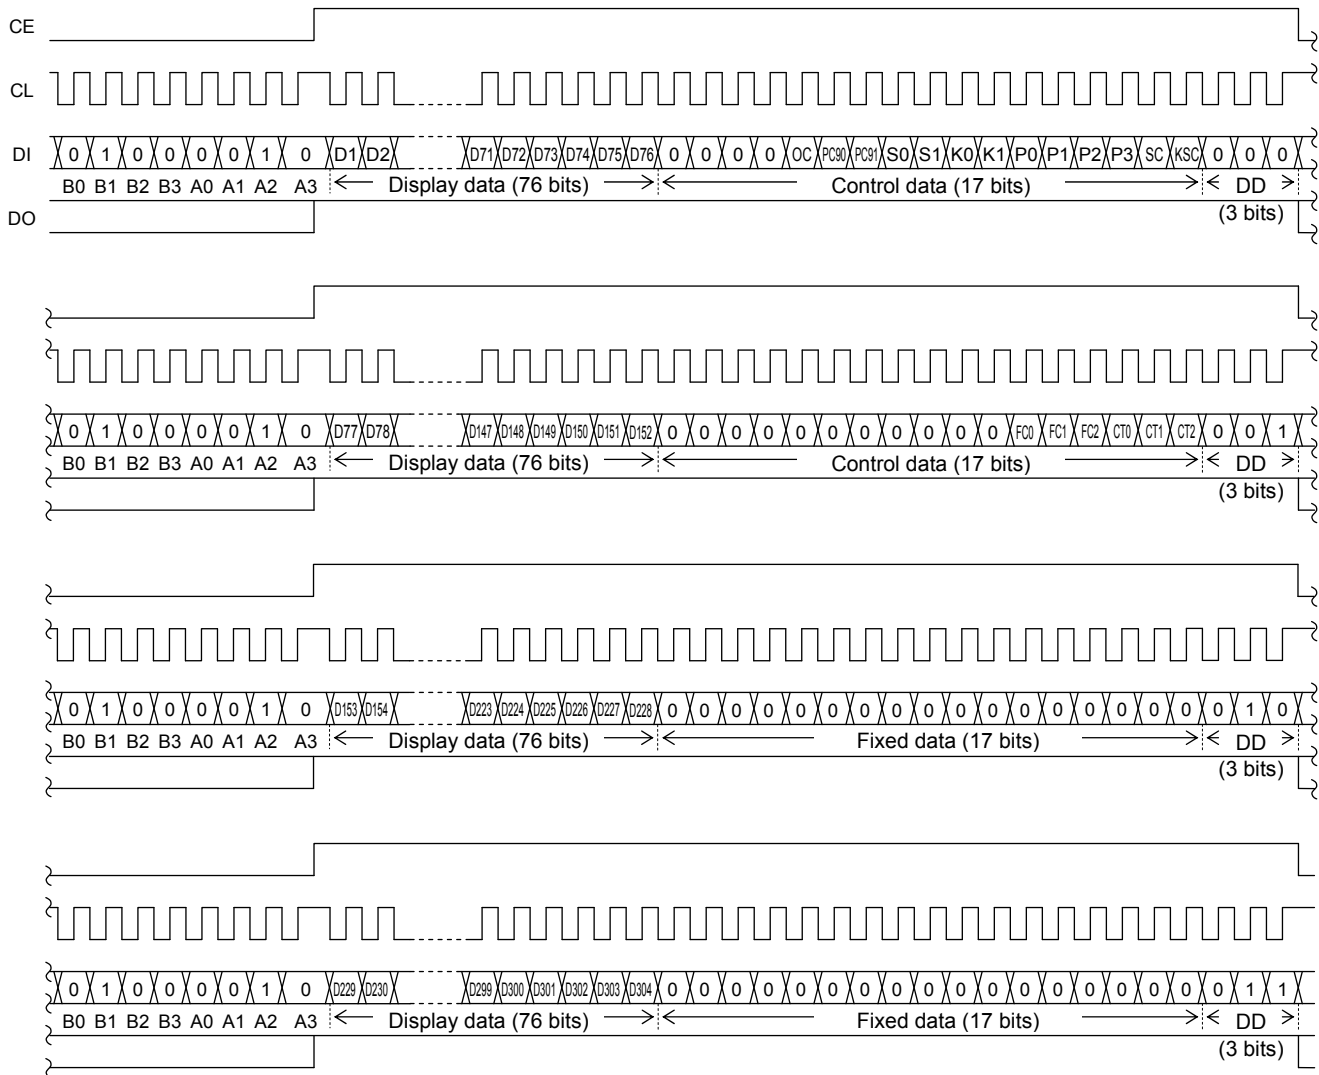 CE
CL
DI 0 1 0 0 0 0 1 0 D1 D2 D71 D72 D73 D74 D75 D76 0 0 0 0 OC PC90 PC91 S0 S1 K0 K1 P0 P1 P2 P3 SC KSC 0 0 0
B0 B1 B2 B3 A0 A1 A2 A3 Display data (76 bits) Control data (17 bits) DD
DO (3 bits)
0 1 0 0 0 0 1 0 D77 D78 D147 D148 D149 D150 D151 D152 0 0 0 0 0 0 0 0 0 0 0 FC0 FC1 FC2 CT0 CT1 CT2 0 0 1
B0 B1 B2 B3 A0 A1 A2 A3 Display data (76 bits) Control data (17 bits) DD
(3 bits)
0 1 0 0 0 0 1 0 D153 D154 D223 D224 D225 D226 D227 D228 0 0 0 0 0 0 0 0 0 0 0 0 0 0 0 0 0 0 1 0
B0 B1 B2 B3 A0 A1 A2 A3 Display data (76 bits) Fixed data (17 bits) DD
(3 bits)
0 1 0 0 0 0 1 0 D229 D230 D299 D300 D301 D302 D303 D304 0 0 0 0 0 0 0 0 0 0 0 0 0 0 0 0 0 0 1 1
B0 B1 B2 B3 A0 A1 A2 A3 Display data (76 bits) Fixed data (17 bits) DD
(3 bits)